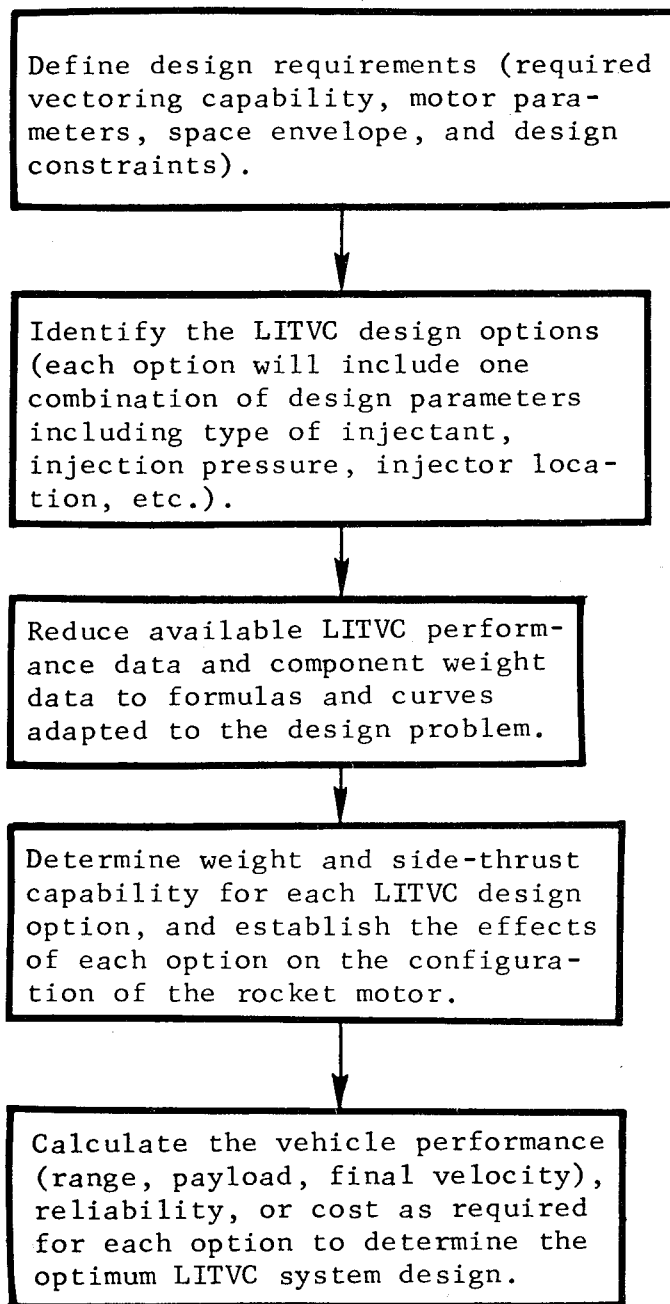 Define design requirements (required
vectoring capability, motor para-
meters, space envelope, and design
constraints).
Identify the LITVC design options
(each option will include one
combination of design parameters
including type of injectant,
injection pressure, injector loca-
tion, etc.).
Reduce available LITVC perform-
ance data and component weight
data to formulas and curves
adapted to the design problem.
Determine weight and side-thrust
capability for each LITVC design
option, and establish the effects
of each option on the configura-
tion of the rocket motor.
Calculate the vehicle performance
(range, payload, final velocity),
reliability, or cost as required
for each option to determine the
optimum LITVC system design.